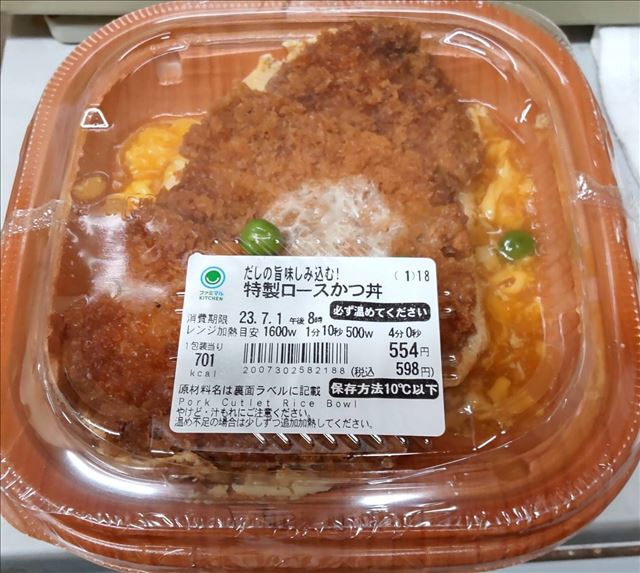 だしの旨味しみ込む!
(1)18
ファミマル
KITCHEN
特製ロースかつ丼
消費期限 23.7.1 午後 8時 必ず温めてください
レンジ加熱目安 1600w 1分10秒 500w 4分0秒
1包装当り
701
kcal
554円
2007302582188 (税込 598円)
原材料名は裏面ラベルに記載 保存方法10℃以下
Pork Cutlet Rice Bowl
やけど・汁もれにご注意ください。
温め不足の場合は少しずつ追加加熱してください。